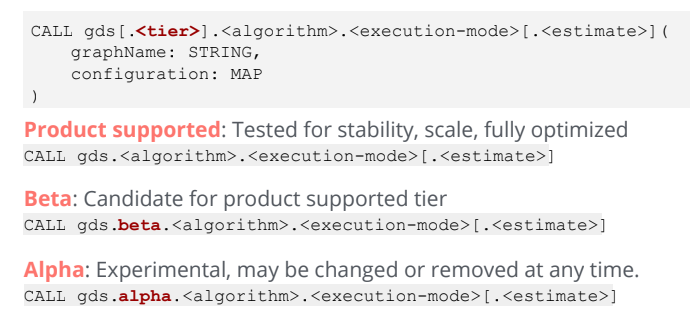 CALL gds[.<tier>].<algorithm>.<execution-mode>[.<estimate>](
    graphName: STRING,
    configuration: MAP
)
Product supported: Tested for stability, scale, fully optimized
CALL gds.<algorithm>.<execution-mode>[.<estimate>]
Beta: Candidate for product supported tier
CALL gds.beta.<algorithm>.<execution-mode>[.<estimate>]
Alpha: Experimental, may be changed or removed at any time.
CALL gds.alpha.<algorithm>.<execution-mode>[.<estimate>]